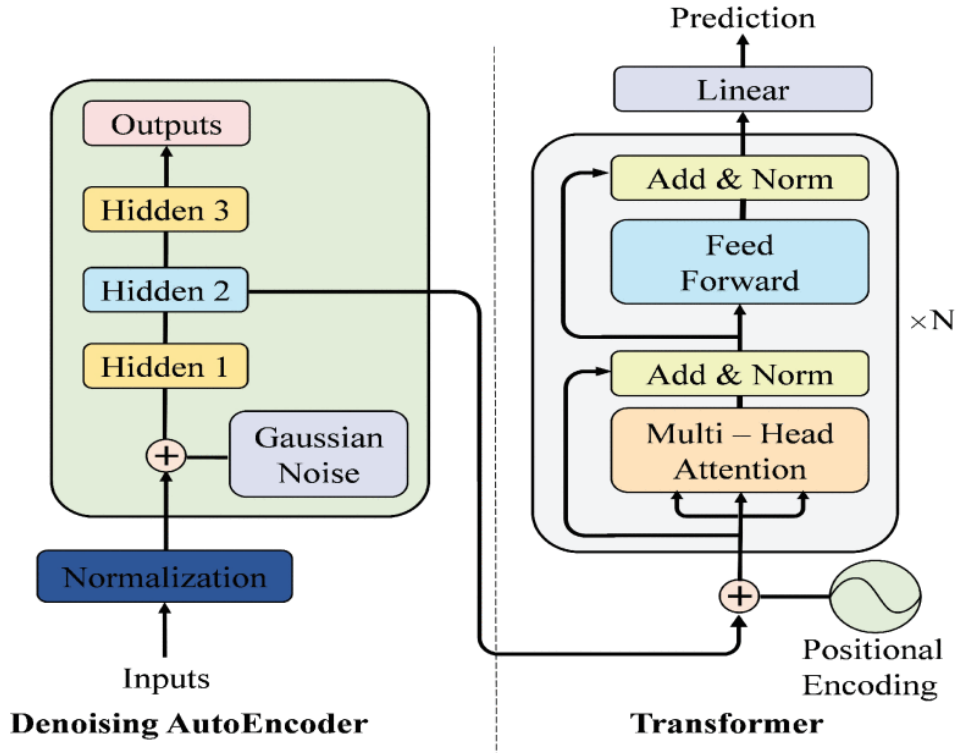 Outputs
Hidden 3
Hidden 2
Hidden 1
+
Gaussian
Noise
Normalization
Inputs
Denoising AutoEncoder
Prediction
Linear
Add & Norm
Feed
Forward
×N
Add & Norm
Multi – Head
Attention
+
Positional
Encoding
Transformer